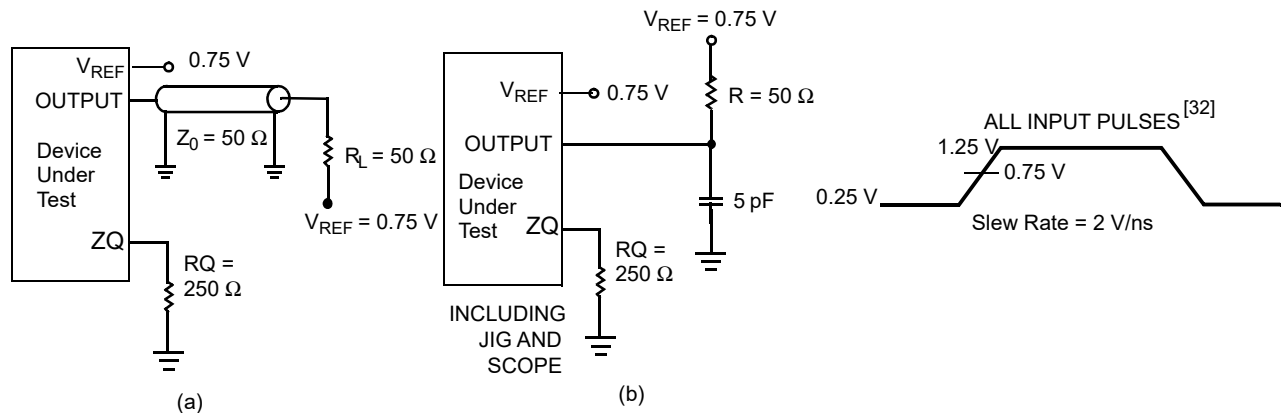 VREF
0.75 V
OUTPUT
Z0 = 50 Ω
Device
Under
Test
RL = 50 Ω
VREF = 0.75 V
ZQ
RQ =
250 Ω
(a)
VREF = 0.75 V
VREF
0.75 V
R = 50 Ω
OUTPUT
Device
Under
Test
5 pF
ZQ
RQ =
250 Ω
INCLUDING
JIG AND
SCOPE
(b)
ALL INPUT PULSES[32]
1.25 V
0.75 V
0.25 V
Slew Rate = 2 V/ns